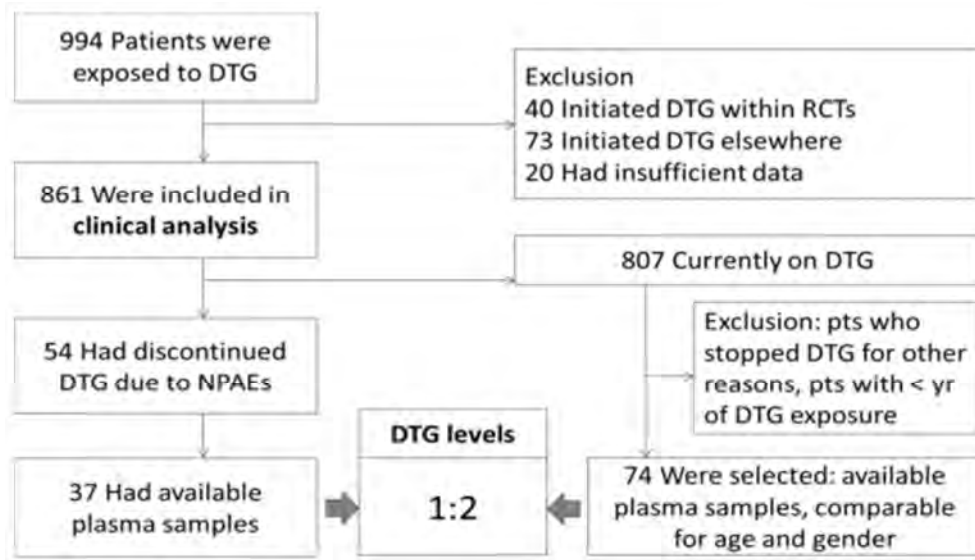 994 Patients were
exposed to DTG
Exclusion
40 Initiated DTG within RCTs
73 Initiated DTG elsewhere
20 Had insufficient data
861 Were included in
clinical analysis
807 Currently on DTG
54 Had discontinued
DTG due to NPAEs
Exclusion: pts who
stopped DTG for other
reasons, pts with < yr
of DTG exposure
DTG levels
1:2
37 Had available
plasma samples
74 Were selected: available
plasma samples, comparable
for age and gender